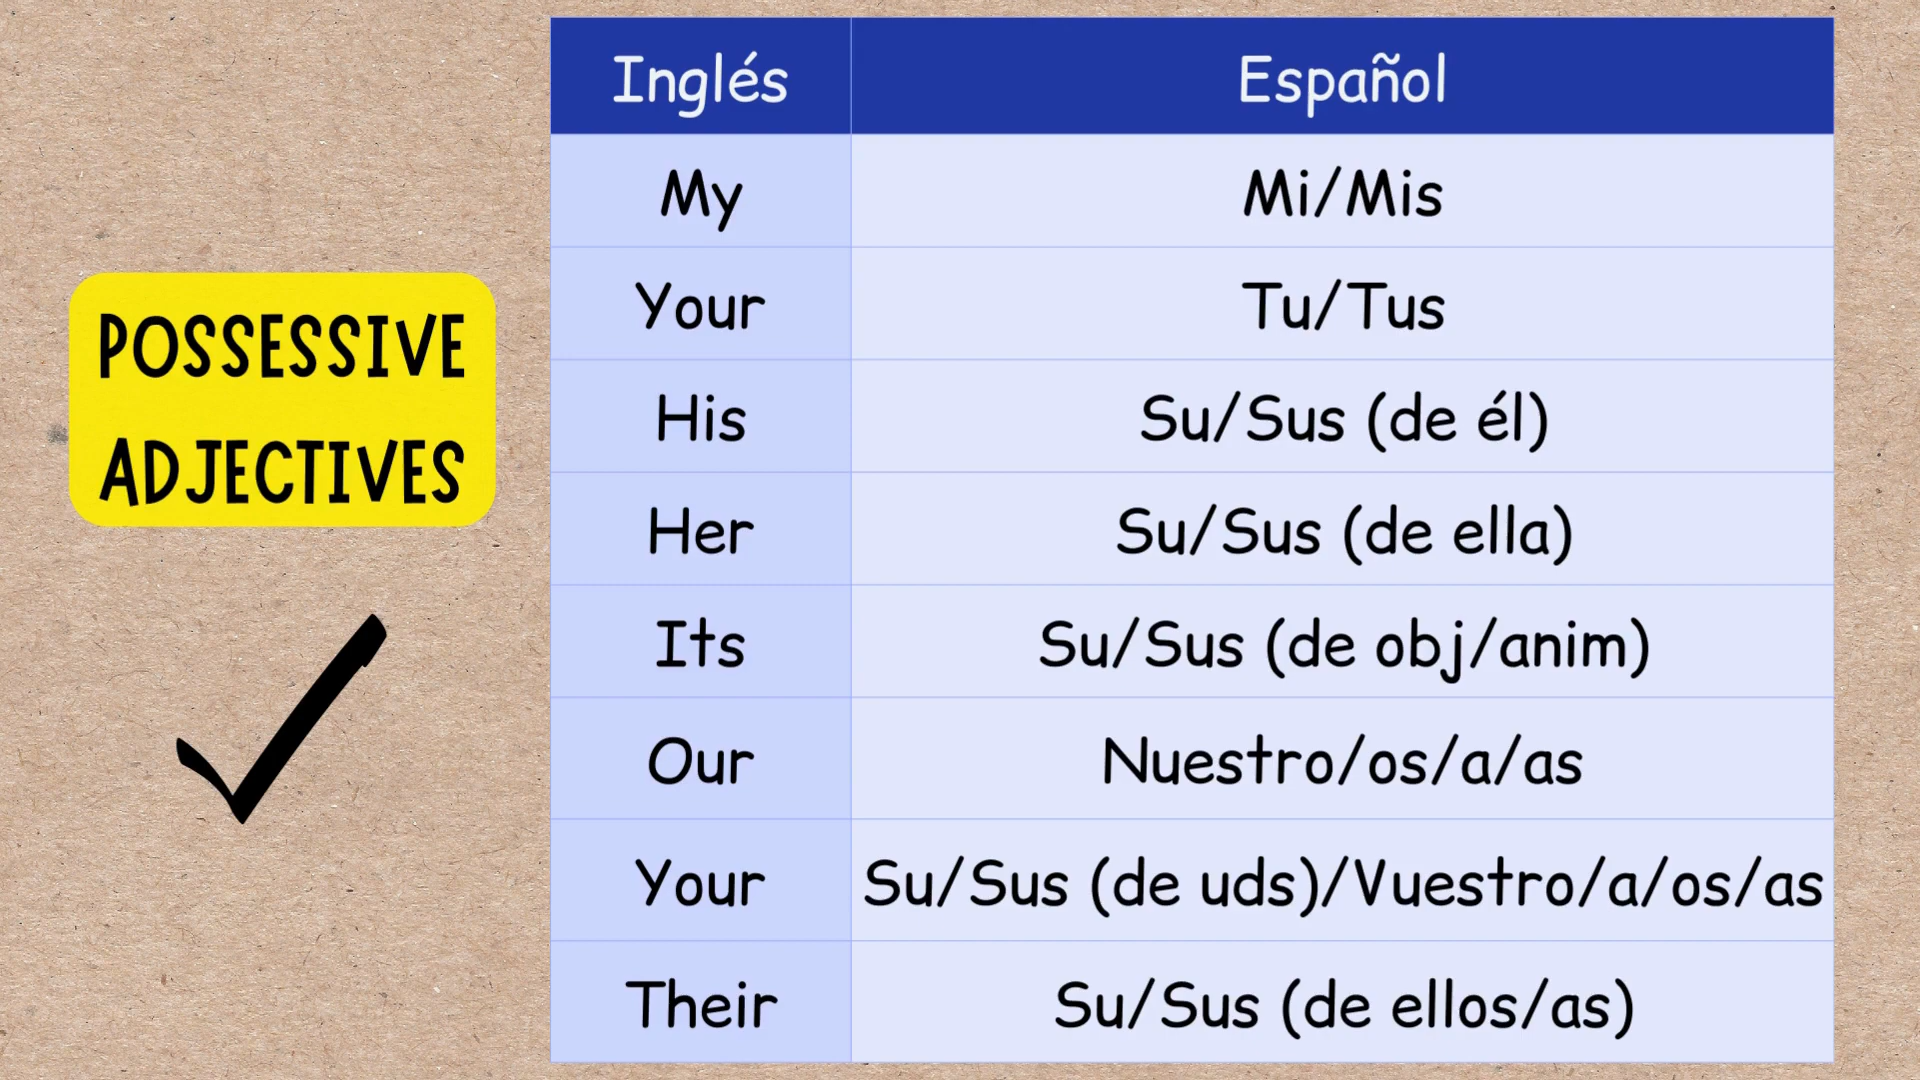 POSSESSIVE
ADJECTIVES
Inglés Español
My Mi/Mis
Your Tu/Tus
His Su/Sus (de él)
Her Su/Sus (de ella)
Its Su/Sus (de obj/anim)
Our Nuestro/os/a/as
Your Su/Sus (de uds)/Vuestro/a/os/as
Their Su/Sus (de ellos/as)